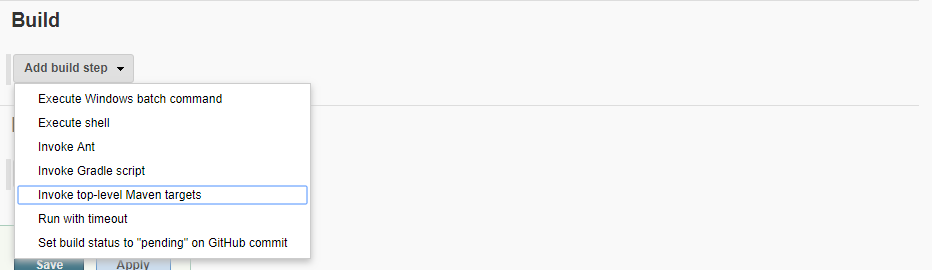 Build
Add build step
Execute Windows batch command
Execute shell
Invoke Ant
Invoke Gradle script
Invoke top-level Maven targets
Run with timeout
Set build status to "pending" on GitHub commit
Save
Apply